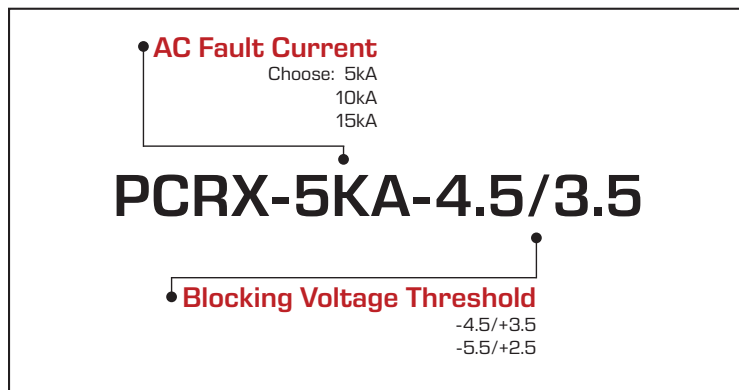 AC Fault Current
Choose: 5kA
10kA
15kA
PCRX-5KA-4.5/3.5
Blocking Voltage Threshold
-4.5/+3.5
-5.5/+2.5